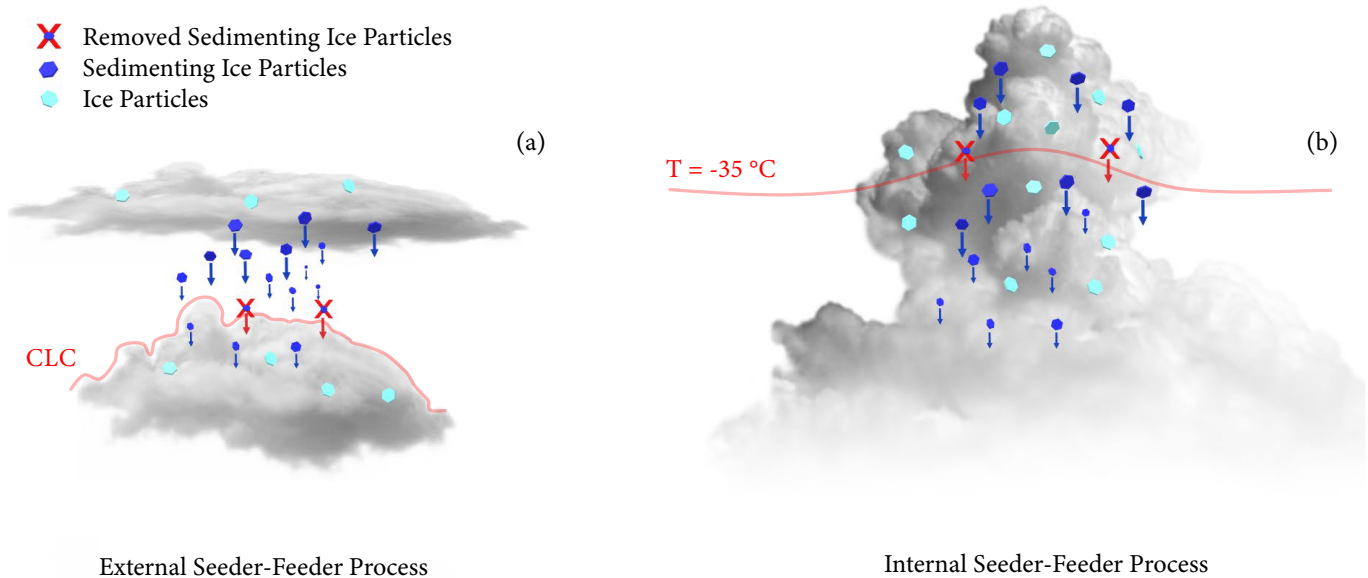 Removed Sedimenting Ice Particles
Sedimenting Ice Particles
Ice Particles
(a)
CLC
External Seeder-Feeder Process
T = -35 °C
(b)
Internal Seeder-Feeder Process